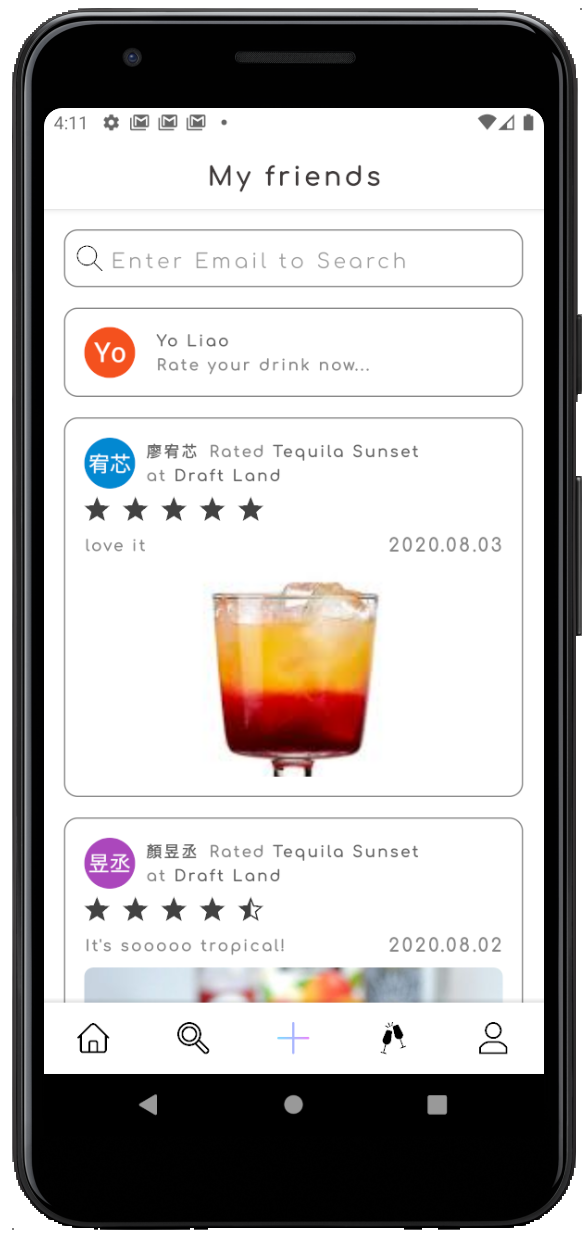 4:11
My friends
Enter Email to Search
Yo
Yo Liao
Rate your drink now...
宥芯
廖宥芯 Rated Tequila Sunset
at Draft Land
love it
2020.08.03
昱丞
顏昱丞 Rated Tequila Sunset
at Draft Land
It's sooooo tropical!
2020.08.02